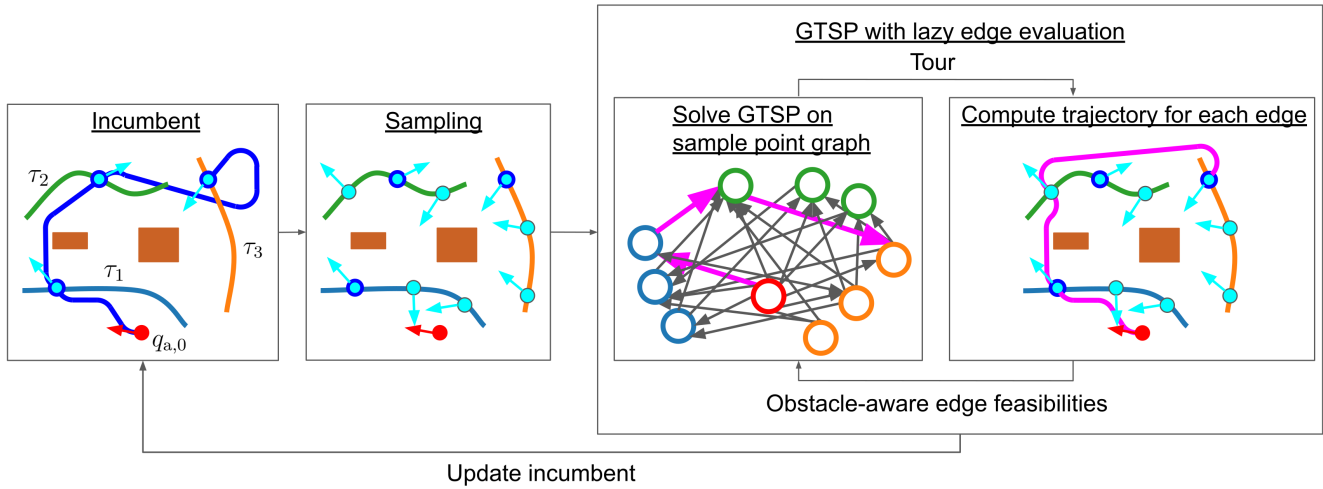 GTSP with lazy edge evaluation
Tour
Incumbent
τ₂
τ₁
τ₃
qₐ,₀
Sampling
Solve GTSP on
sample point graph
Compute trajectory for each edge
Obstacle-aware edge feasibilities
Update incumbent